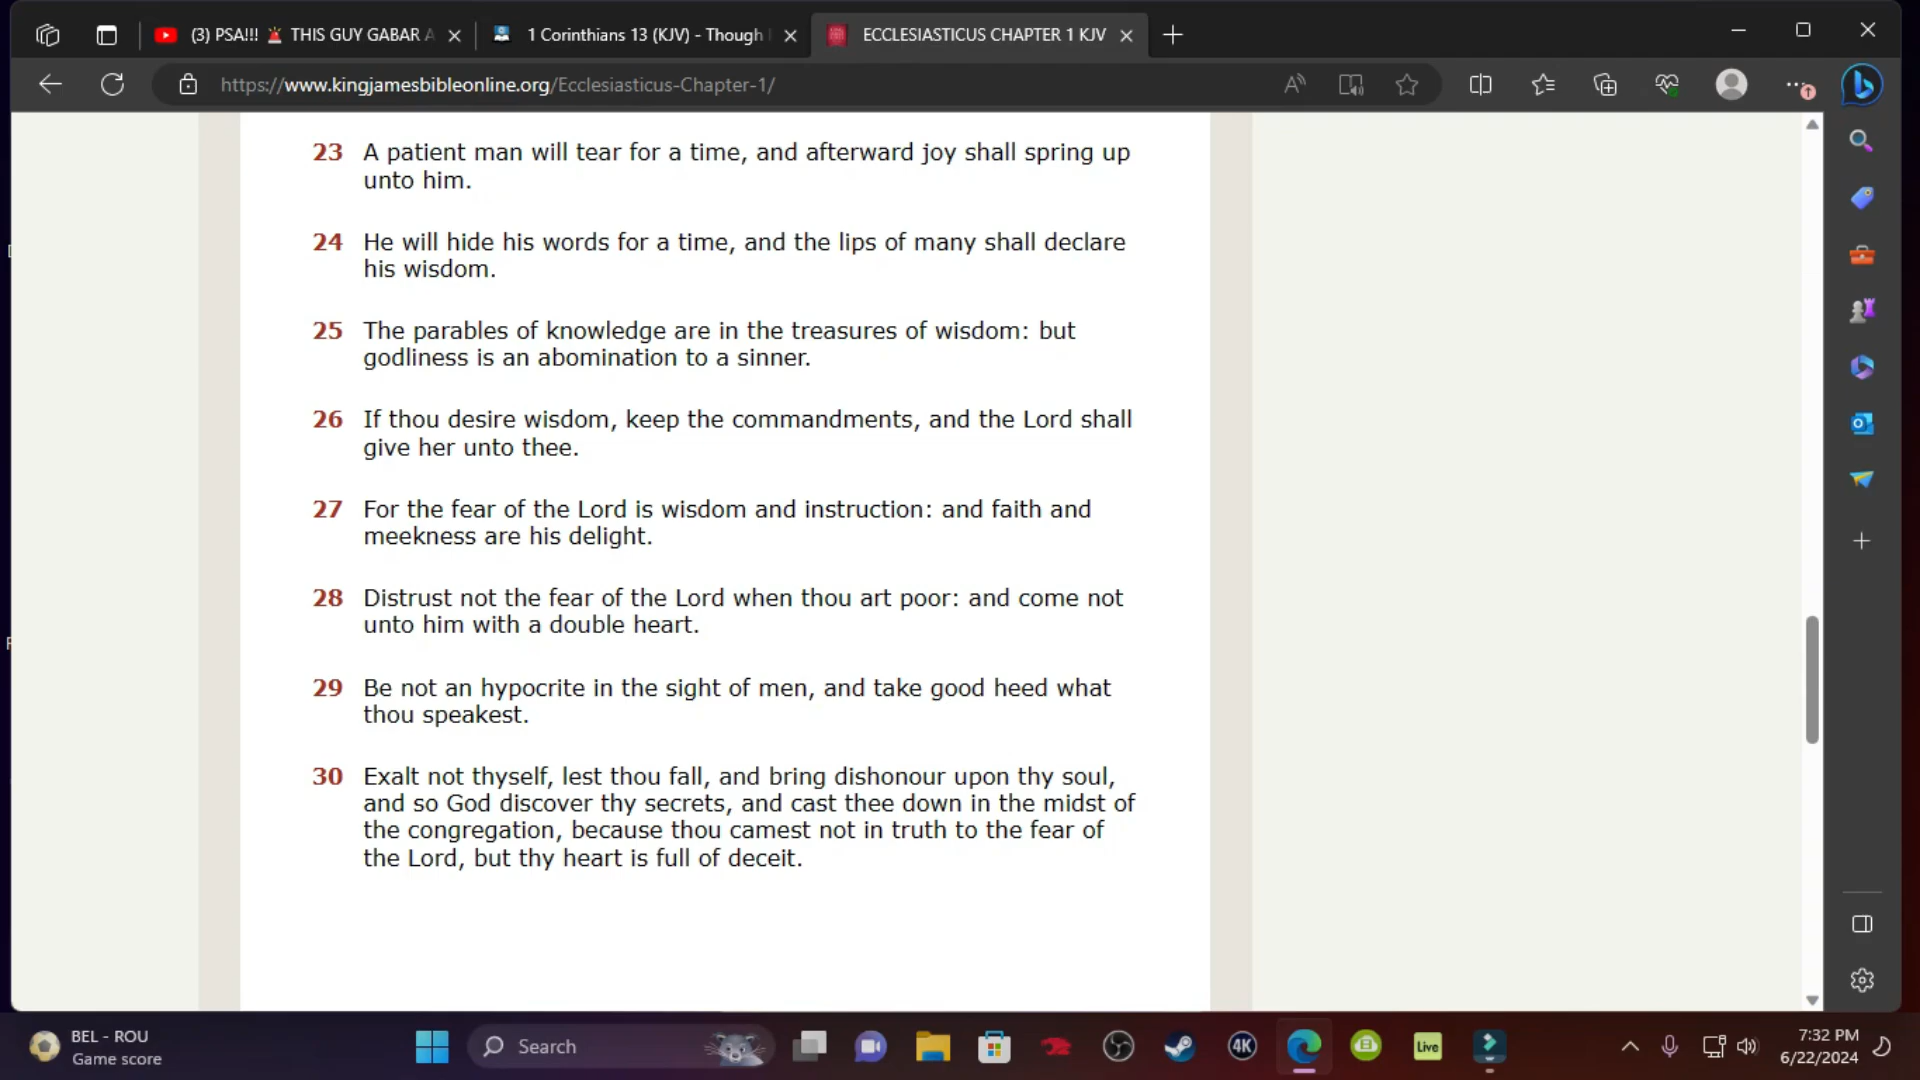 (3) PSA!!! 🚨 THIS GUY GABAR A
1 Corinthians 13 (KJV) - Though
ECCLESIASTICUS CHAPTER 1 KJV
https://www.kingjamesbibleonline.org/Ecclesiasticus-Chapter-1/
23 A patient man will tear for a time, and afterward joy shall spring up
unto him.
24 He will hide his words for a time, and the lips of many shall declare
his wisdom.
25 The parables of knowledge are in the treasures of wisdom: but
godliness is an abomination to a sinner.
26 If thou desire wisdom, keep the commandments, and the Lord shall
give her unto thee.
27 For the fear of the Lord is wisdom and instruction: and faith and
meekness are his delight.
28 Distrust not the fear of the Lord when thou art poor: and come not
unto him with a double heart.
29 Be not an hypocrite in the sight of men, and take good heed what
thou speakest.
30 Exalt not thyself, lest thou fall, and bring dishonour upon thy soul,
and so God discover thy secrets, and cast thee down in the midst of
the congregation, because thou camest not in truth to the fear of
the Lord, but thy heart is full of deceit.
BEL - ROU
Game score
Search
4K
Live
7:32 PM
6/22/2024